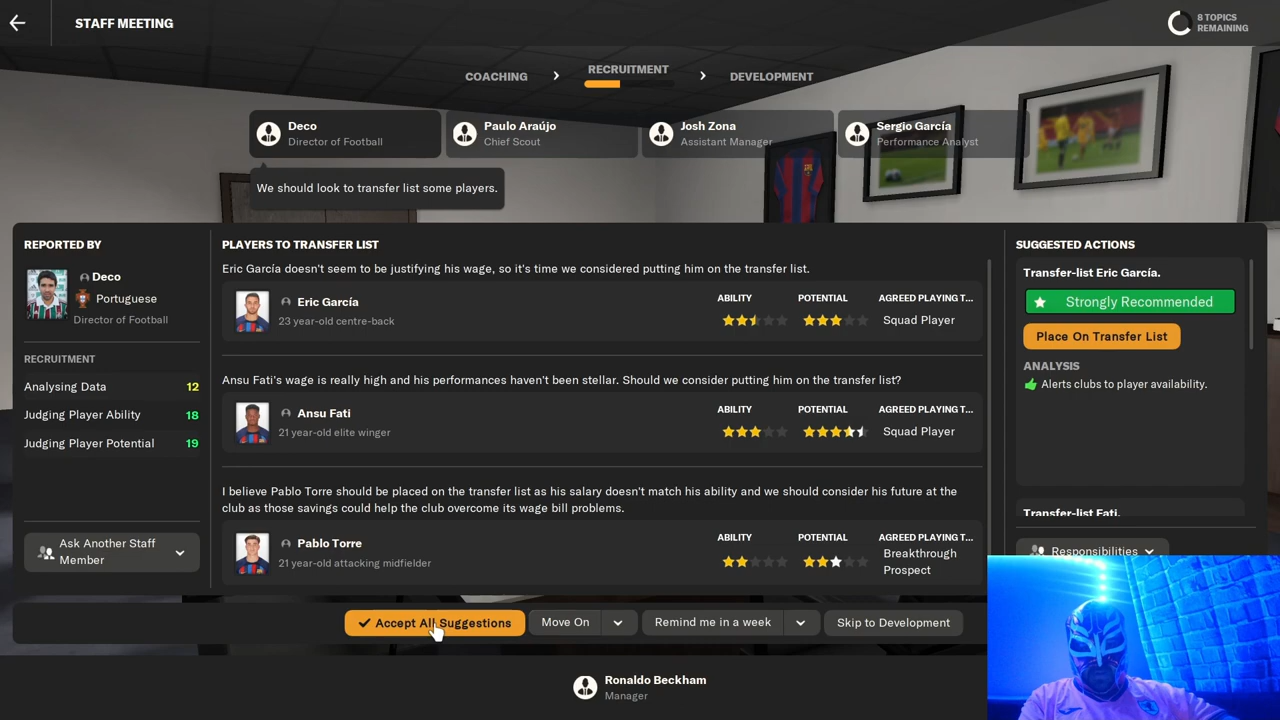 STAFF MEETING
8 TOPICS
REMAINING
COACHING
RECRUITMENT
DEVELOPMENT
Deco
Director of Football
Paulo Araújo
Chief Scout
Josh Zona
Assistant Manager
Sergio García
Performance Analyst
We should look to transfer list some players.
REPORTED BY
Deco
Portuguese
Director of Football
RECRUITMENT
Analysing Data 12
Judging Player Ability 18
Judging Player Potential 19
Ask Another Staff
Member
PLAYERS TO TRANSFER LIST
Eric García doesn't seem to be justifying his wage, so it's time we considered putting him on the transfer list.
Eric García
23 year-old centre-back
ABILITY
POTENTIAL
AGREED PLAYING T...
Squad Player
Ansu Fati's wage is really high and his performances haven't been stellar. Should we consider putting him on the transfer list?
Ansu Fati
21 year-old elite winger
ABILITY
POTENTIAL
AGREED PLAYING T...
Squad Player
I believe Pablo Torre should be placed on the transfer list as his salary doesn't match his ability and we should consider his future at the
club as those savings could help the club overcome its wage bill problems.
Pablo Torre
21 year-old attacking midfielder
ABILITY
POTENTIAL
AGREED PLAYING T...
Breakthrough
Prospect
SUGGESTED ACTIONS
Transfer-list Eric García.
Strongly Recommended
Place On Transfer List
ANALYSIS
Alerts clubs to player availability.
Transfer-list Fati.
Responsibilities
Accept All Suggestions
Move On
Remind me in a week
Skip to Development
Ronaldo Beckham
Manager